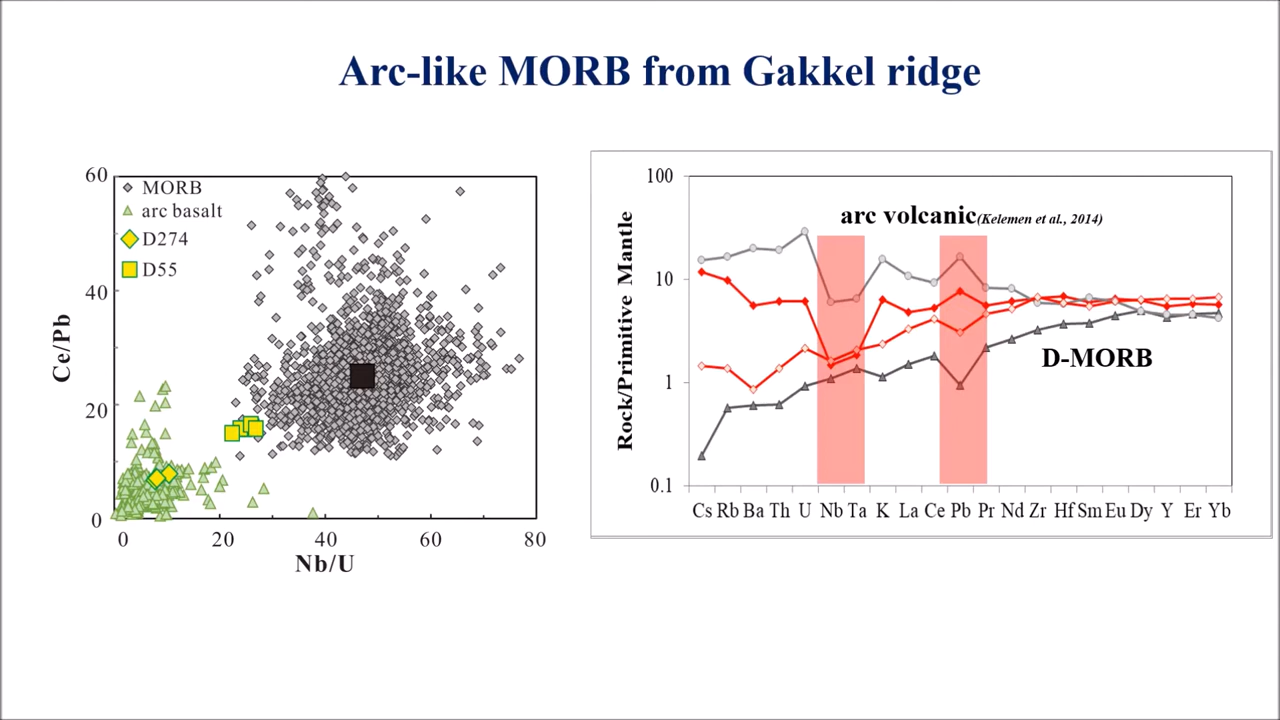 Arc-like MORB from Gakkel ridge
60
40
20
0
Ce/Pb
MORB
arc basalt
D274
D55
0 20 40 60 80
Nb/U
100
10
1
0.1
Rock/Primitive Mantle
arc volcanic(Kelemen et al., 2014)
D-MORB
Cs Rb Ba Th U Nb Ta K La Ce Pb Pr Nd Zr Hf Sm Eu Dy Y Er Yb